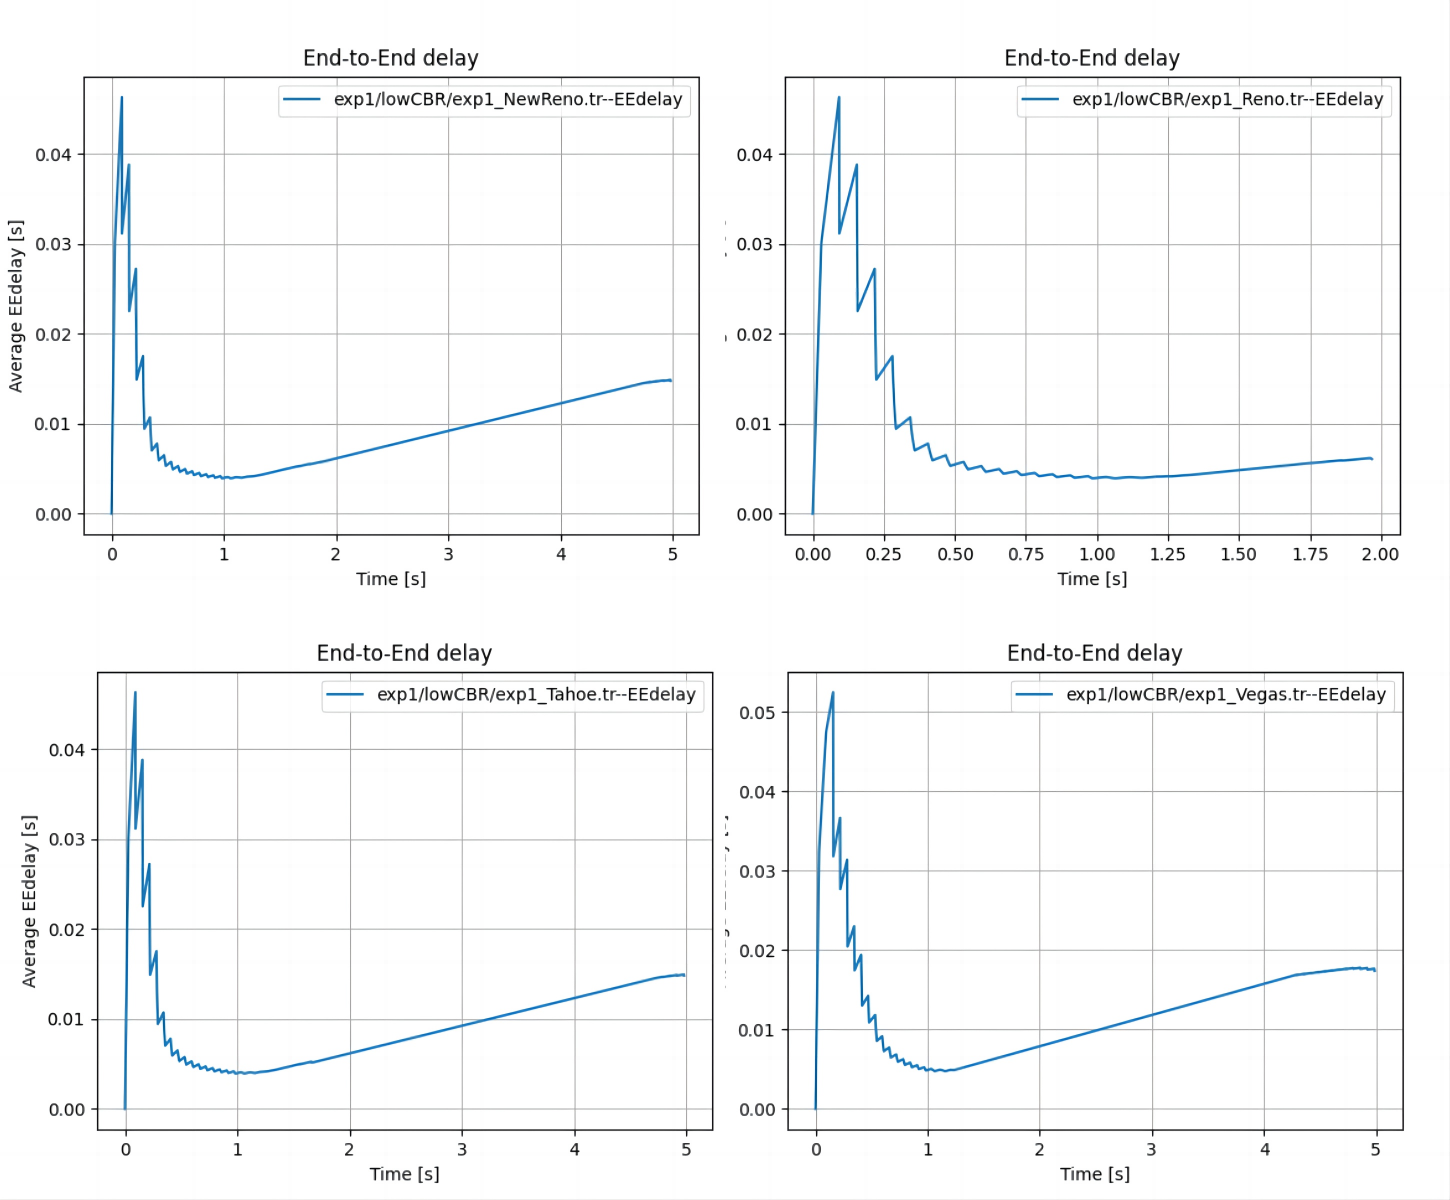 End-to-End delay
exp1/lowCBR/exp1_NewReno.tr--EEdelay
Average EEdelay [s]
0.04
0.03
0.02
0.01
0.00
0 1 2 3 4 5
Time [s]
End-to-End delay
exp1/lowCBR/exp1_Reno.tr--EEdelay
0.04
0.03
0.02
0.01
0.00
0.00 0.25 0.50 0.75 1.00 1.25 1.50 1.75 2.00
Time [s]
End-to-End delay
exp1/lowCBR/exp1_Tahoe.tr--EEdelay
Average EEdelay [s]
0.04
0.03
0.02
0.01
0.00
0 1 2 3 4 5
Time [s]
End-to-End delay
exp1/lowCBR/exp1_Vegas.tr--EEdelay
0.05
0.04
0.03
0.02
0.01
0.00
0 1 2 3 4 5
Time [s]